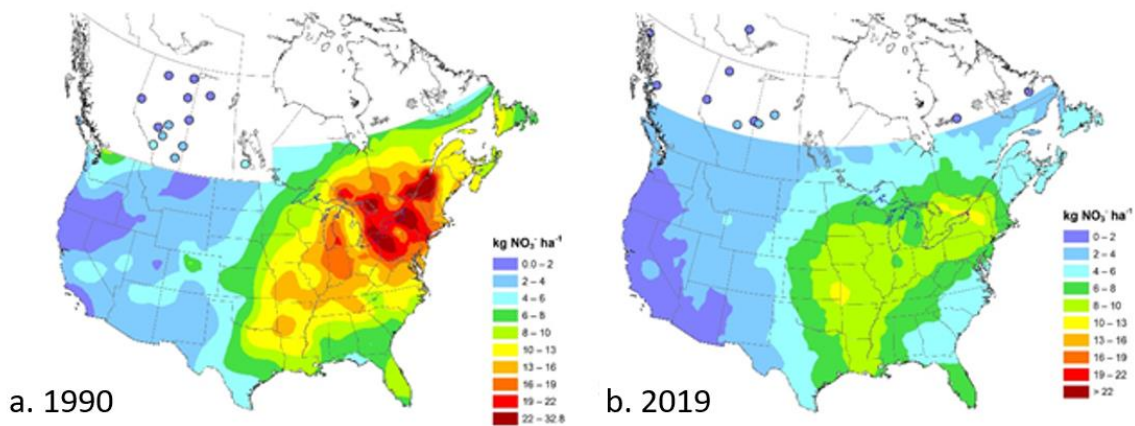 kg NO₃⁻ ha⁻¹
0.0 – 2
2 – 4
4 – 6
6 – 8
8 – 10
10 – 13
13 – 16
16 – 19
19 – 22
22 – 32.8
a. 1990
kg NO₃⁻ ha⁻¹
0 – 2
2 – 4
4 – 6
6 – 8
8 – 10
10 – 13
13 – 16
16 – 19
19 – 22
> 22
b. 2019